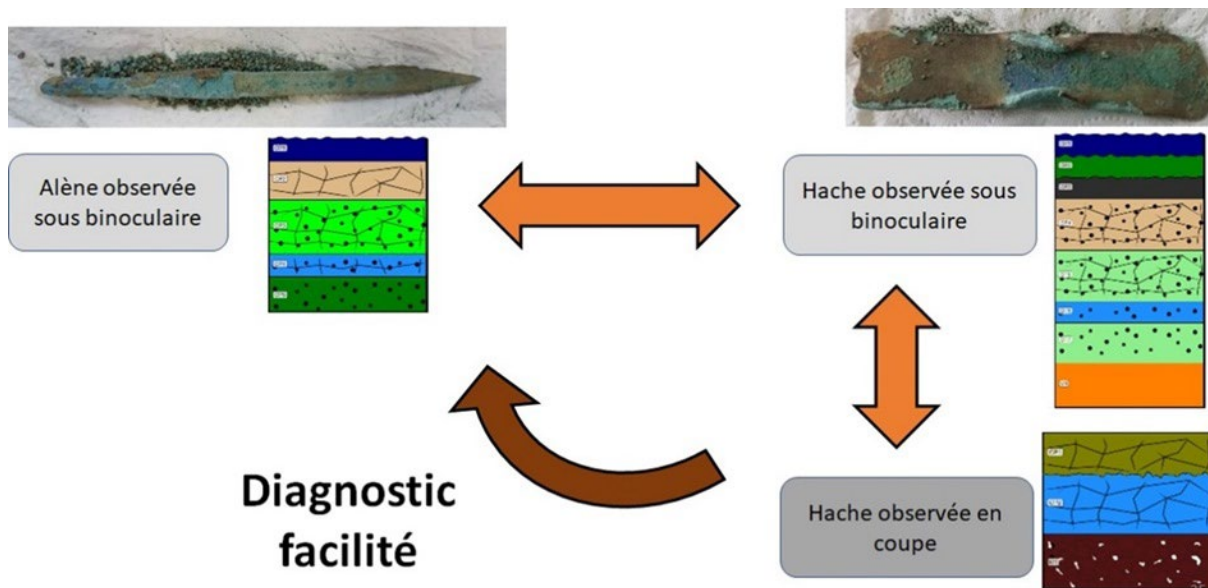 Alène observée
sous binoculaire
Hache observée sous
binoculaire
Diagnostic
facilité
Hache observée en
coupe